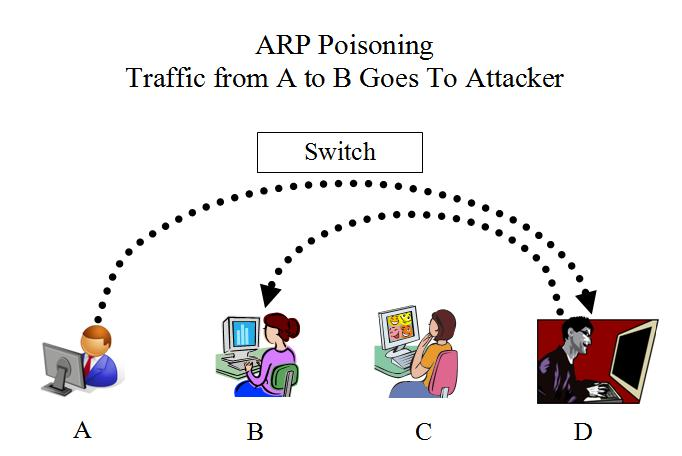 ARP Poisoning
Traffic from A to B Goes To Attacker
Switch
A
B
C
D